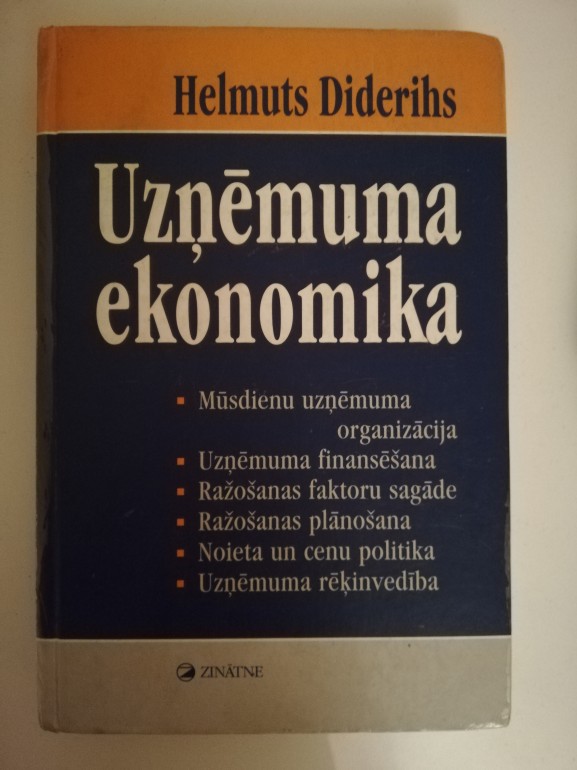 Helmuts Diderihs
Uzņēmuma
ekonomika
▪ Mūsdienu uzņēmuma
organizācija
▪ Uzņēmuma finansēšana
▪ Ražošanas faktoru sagāde
▪ Ražošanas plānošana
▪ Noieta un cenu politika
▪ Uzņēmuma rēķinvedība
ZINĀTNE